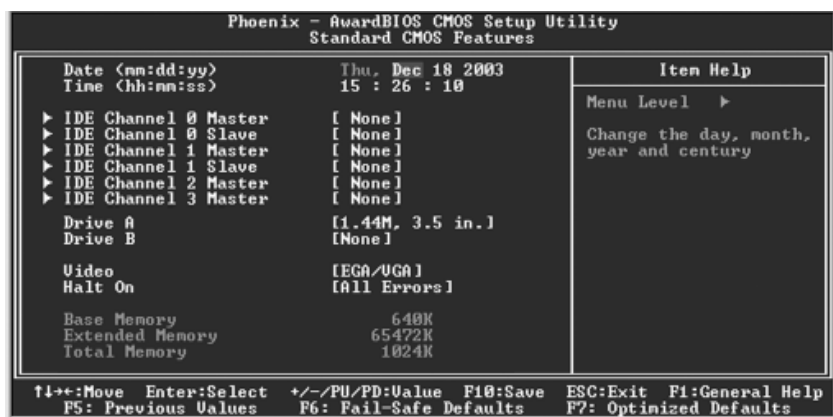 Phoenix - AwardBIOS CMOS Setup Utility
Standard CMOS Features
Date (mm:dd:yy) Thu, Dec 18 2003
Time (hh:mm:ss) 15 : 26 : 10
► IDE Channel 0 Master [ None]
► IDE Channel 0 Slave [ None]
► IDE Channel 1 Master [ None]
► IDE Channel 1 Slave [ None]
► IDE Channel 2 Master [ None]
► IDE Channel 3 Master [ None]
Drive A [1.44M, 3.5 in.]
Drive B [None]
Video [EGA/VGA]
Halt On [All Errors]
Base Memory 640K
Extended Memory 65472K
Total Memory 1024K
Item Help
Menu Level ►
Change the day, month,
year and century
↑↓→←:Move Enter:Select +/-/PU/PD:Value F10:Save ESC:Exit F1:General Help
F5: Previous Values F6: Fail-Safe Defaults F7: Optimized Defaults